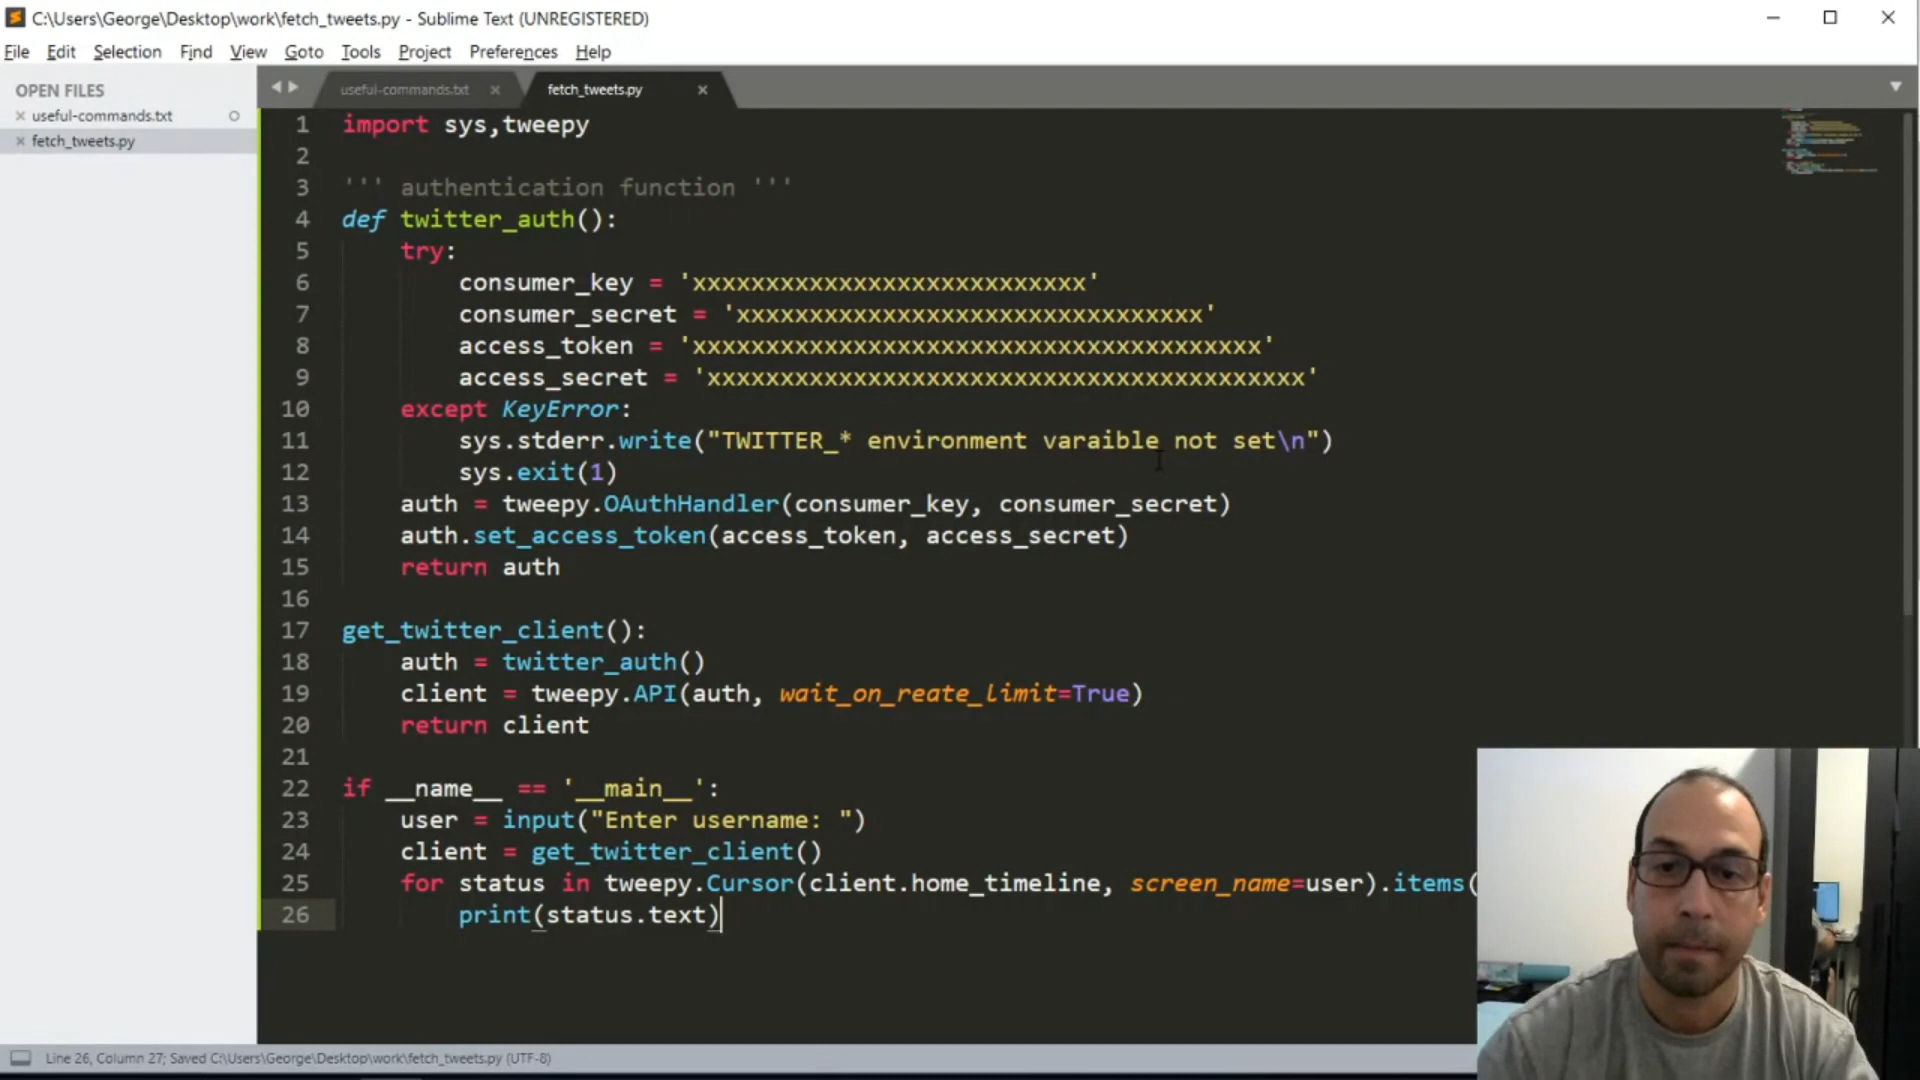 C:\Users\George\Desktop\work\fetch_tweets.py - Sublime Text (UNREGISTERED)
File Edit Selection Find View Goto Tools Project Preferences Help
OPEN FILES
useful-commands.txt
fetch_tweets.py
useful-commands.txt fetch_tweets.py
1 import sys,tweepy
2
3 ''' authentication function '''
4 def twitter_auth():
5 try:
6 consumer_key = 'xxxxxxxxxxxxxxxxxxxxxxxxxxx'
7 consumer_secret = 'xxxxxxxxxxxxxxxxxxxxxxxxxxxxxxxx'
8 access_token = 'xxxxxxxxxxxxxxxxxxxxxxxxxxxxxxxxxxxxxxx'
9 access_secret = 'xxxxxxxxxxxxxxxxxxxxxxxxxxxxxxxxxxxxxxxxx'
10 except KeyError:
11 sys.stderr.write("TWITTER_* environment varaible not set\n")
12 sys.exit(1)
13 auth = tweepy.OAuthHandler(consumer_key, consumer_secret)
14 auth.set_access_token(access_token, access_secret)
15 return auth
16
17 get_twitter_client():
18 auth = twitter_auth()
19 client = tweepy.API(auth, wait_on_reate_limit=True)
20 return client
21
22 if __name__ == '__main__':
23 user = input("Enter username: ")
24 client = get_twitter_client()
25 for status in tweepy.Cursor(client.home_timeline, screen_name=user).items(
26 print(status.text)
Line 26, Column 27; Saved C:\Users\George\Desktop\work\fetch_tweets.py (UTF-8)